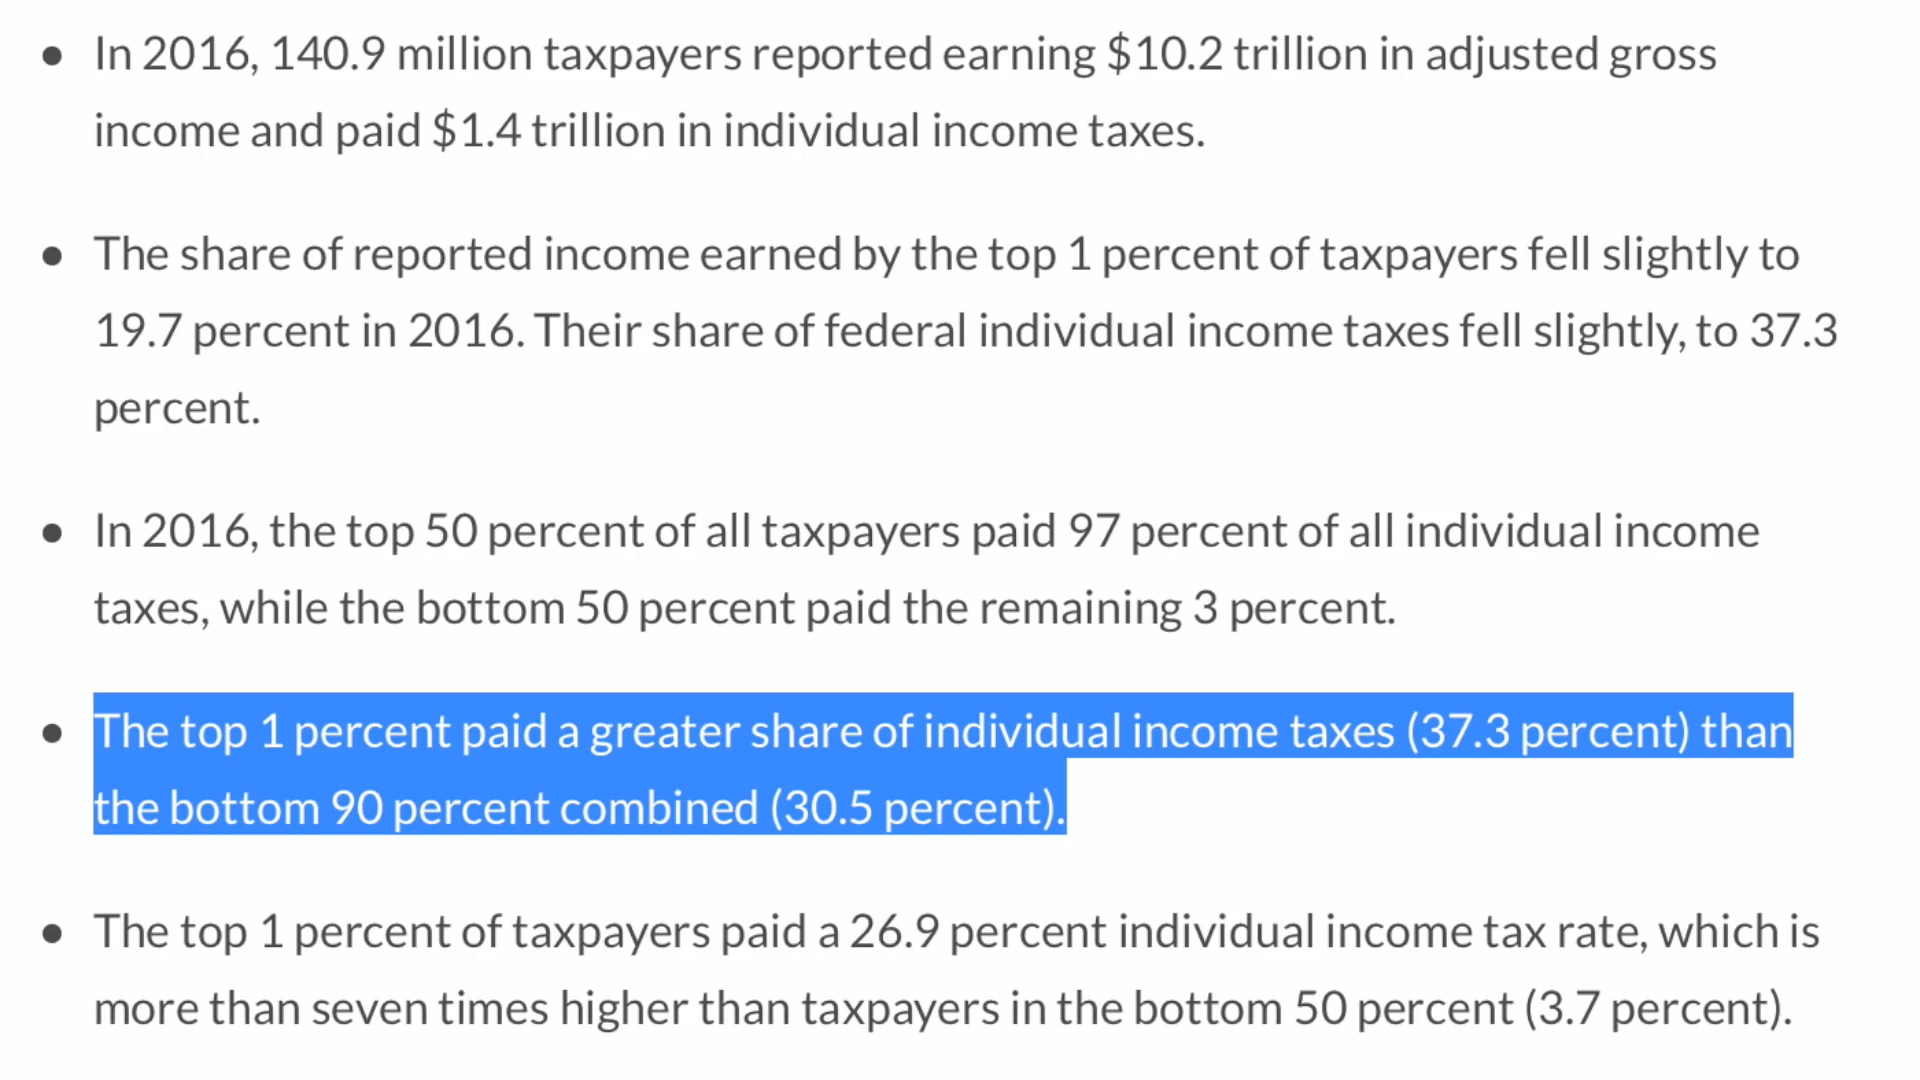 • In 2016, 140.9 million taxpayers reported earning $10.2 trillion in adjusted gross
income and paid $1.4 trillion in individual income taxes.
• The share of reported income earned by the top 1 percent of taxpayers fell slightly to
19.7 percent in 2016. Their share of federal individual income taxes fell slightly, to 37.3
percent.
• In 2016, the top 50 percent of all taxpayers paid 97 percent of all individual income
taxes, while the bottom 50 percent paid the remaining 3 percent.
• The top 1 percent paid a greater share of individual income taxes (37.3 percent) than
the bottom 90 percent combined (30.5 percent).
• The top 1 percent of taxpayers paid a 26.9 percent individual income tax rate, which is
more than seven times higher than taxpayers in the bottom 50 percent (3.7 percent).